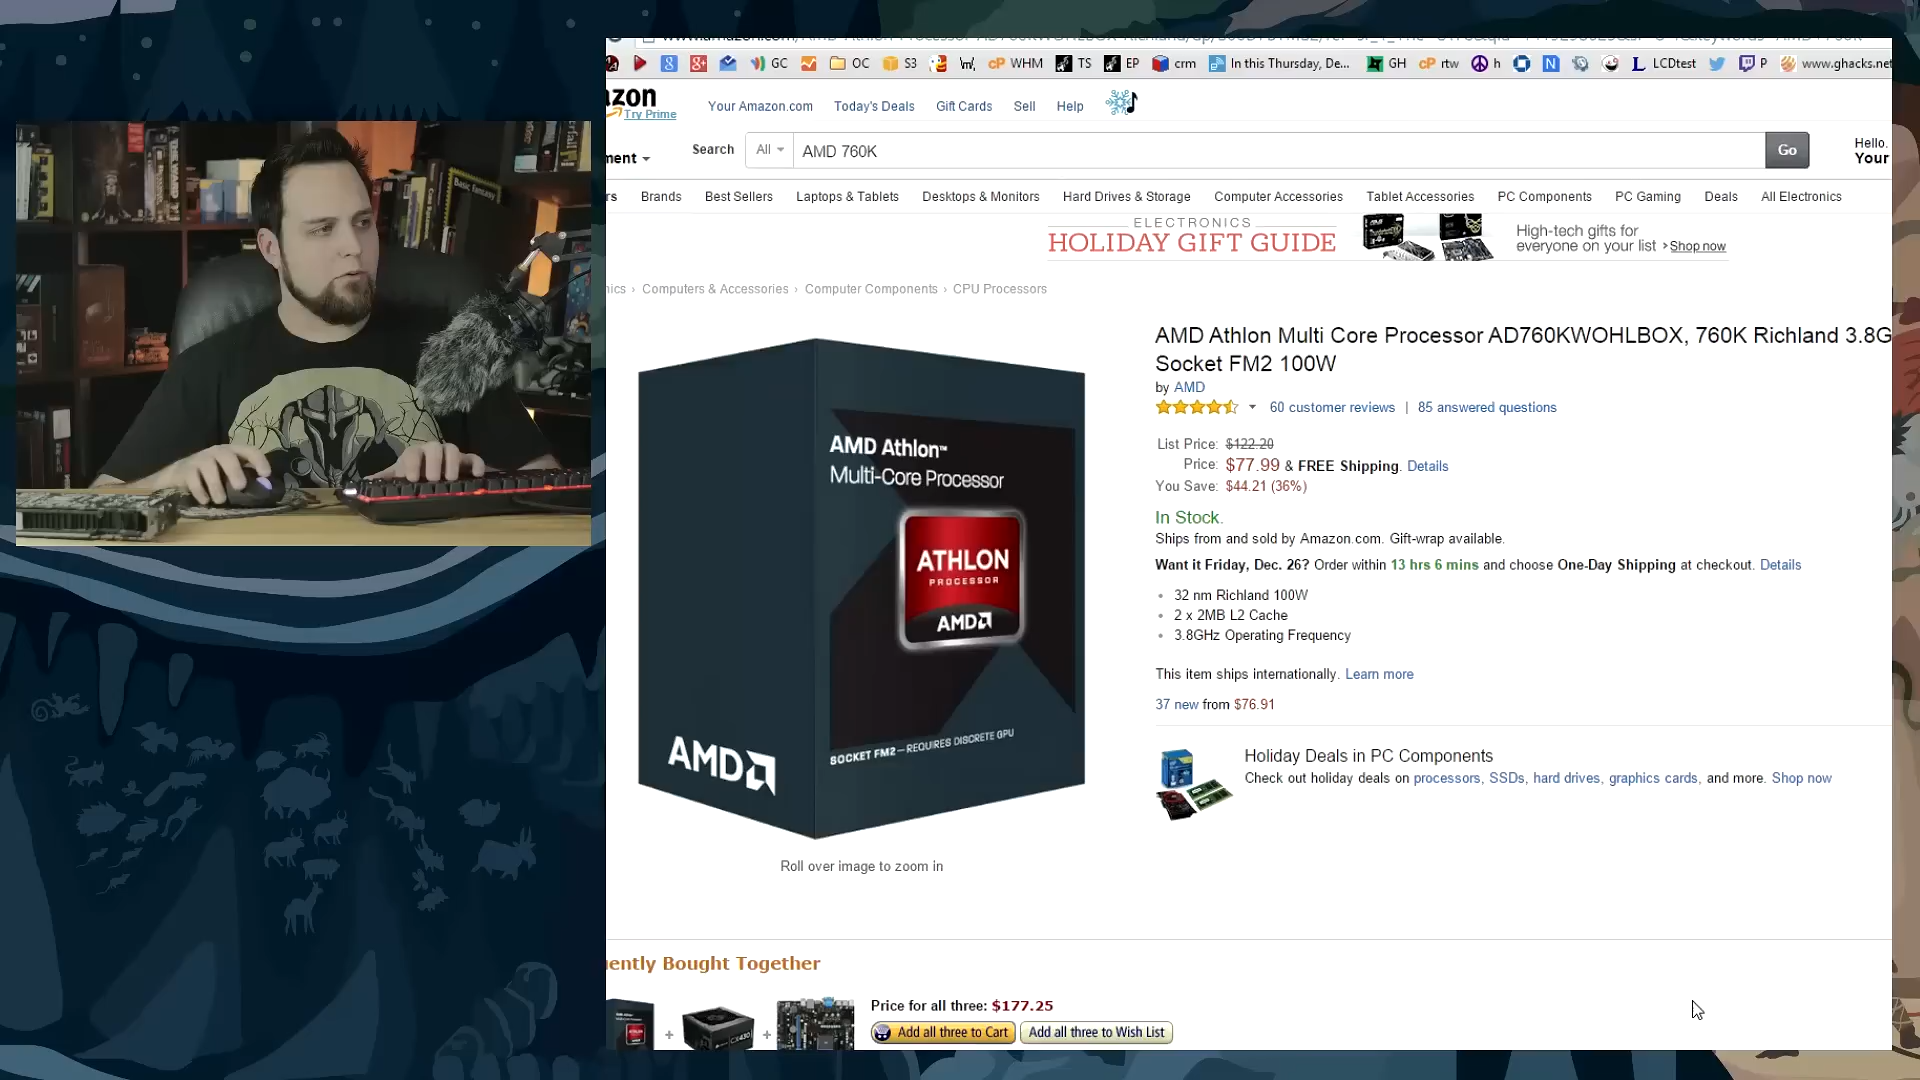 GC
OC
S3
WHM
TS
EP
crm
In this Thursday, De...
GH
rtw
h
LCDtest
P
www.ghacks.net
azon
Try Prime
Your Amazon.com
Today's Deals
Gift Cards
Sell
Help
ment
Search
All
AMD 760K
Go
Hello.
Your
rs
Brands
Best Sellers
Laptops & Tablets
Desktops & Monitors
Hard Drives & Storage
Computer Accessories
Tablet Accessories
PC Components
PC Gaming
Deals
All Electronics
ELECTRONICS
HOLIDAY GIFT GUIDE
High-tech gifts for
everyone on your list >Shop now
nics › Computers & Accessories › Computer Components › CPU Processors
AMD Athlon Multi Core Processor AD760KWOHLBOX, 760K Richland 3.8G
Socket FM2 100W
by AMD
60 customer reviews | 85 answered questions
List Price: $122.20
Price: $77.99 & FREE Shipping. Details
You Save: $44.21 (36%)
In Stock.
Ships from and sold by Amazon.com. Gift-wrap available.
Want it Friday, Dec. 26? Order within 13 hrs 6 mins and choose One-Day Shipping at checkout. Details
• 32 nm Richland 100W
• 2 x 2MB L2 Cache
• 3.8GHz Operating Frequency
This item ships internationally. Learn more
37 new from $76.91
Holiday Deals in PC Components
Check out holiday deals on processors, SSDs, hard drives, graphics cards, and more. Shop now
AMD Athlon™
Multi-Core Processor
ATHLON
PROCESSOR
AMD
SOCKET FM2—REQUIRES DISCRETE GPU
AMD
Roll over image to zoom in
uently Bought Together
Price for all three: $177.25
Add all three to Cart
Add all three to Wish List
Basic Fantasy